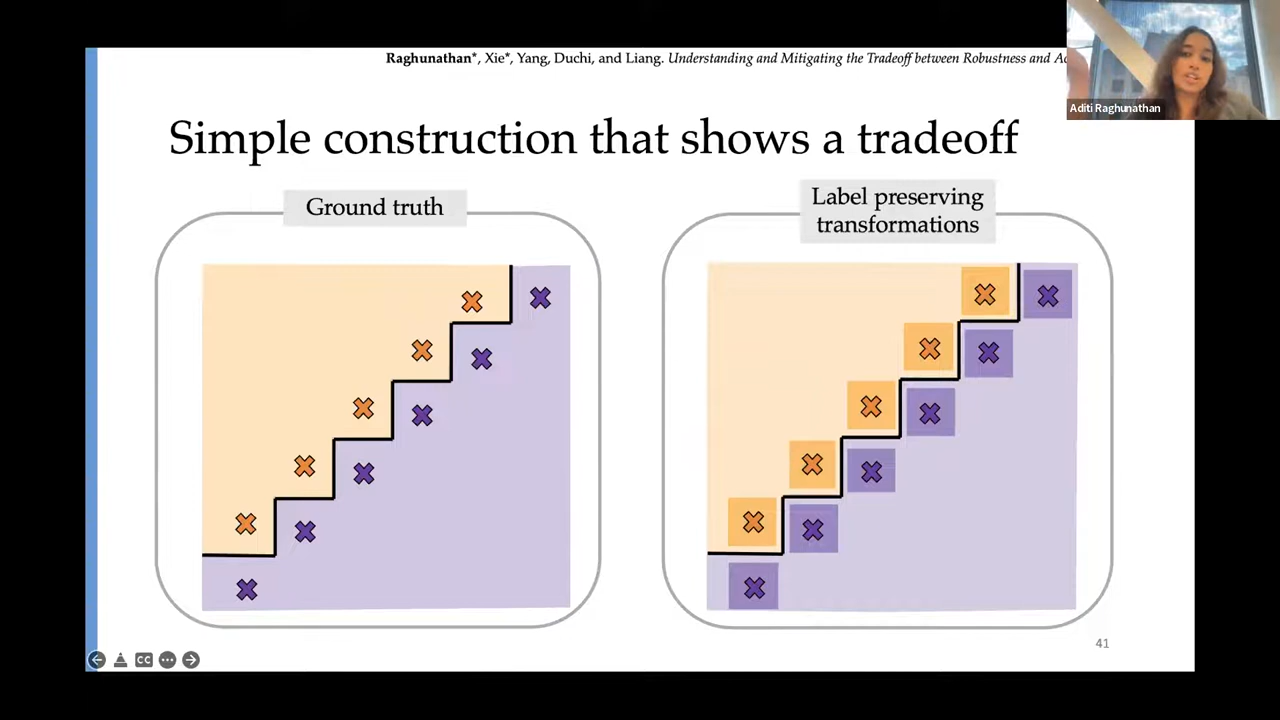 Raghunathan*, Xie*, Yang, Duchi, and Liang. Understanding and Mitigating the Tradeoff between Robustness and
Aditi Raghunathan
Simple construction that shows a tradeoff
Ground truth
Label preserving
transformations
41
CC